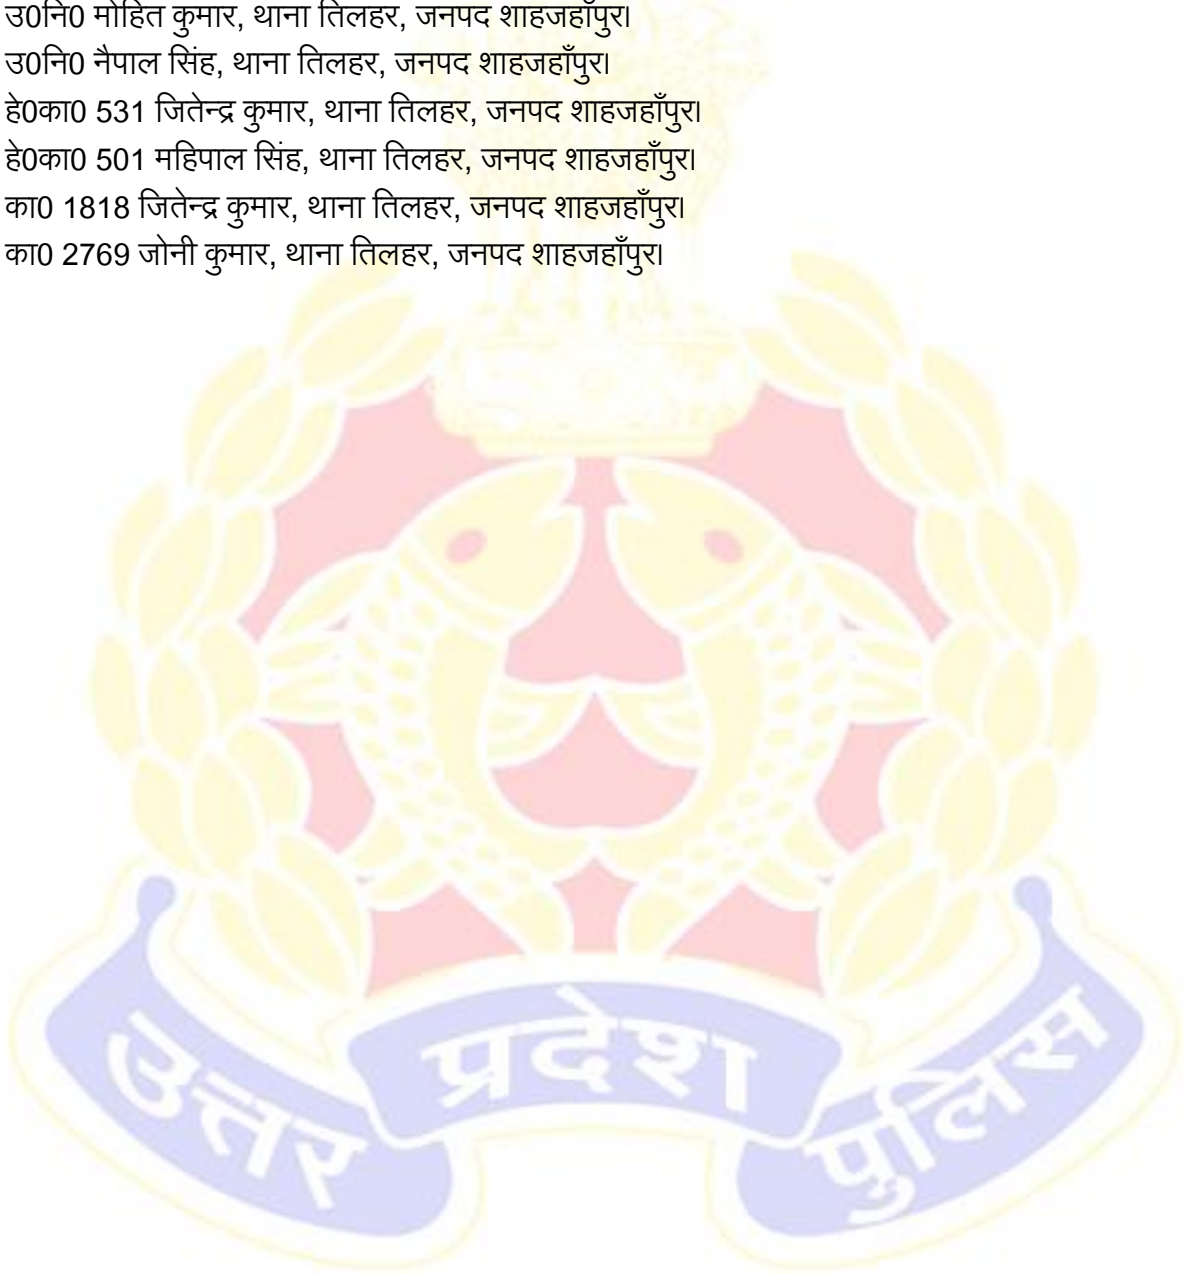 उ0नि0 मोहित कुमार, थाना तिलहर, जनपद शाहजहाँपुर।
उ0नि0 नैपाल सिंह, थाना तिलहर, जनपद शाहजहाँपुर।
हे0का0 531 जितेन्द्र कुमार, थाना तिलहर, जनपद शाहजहाँपुर।
हे0का0 501 महिपाल सिंह, थाना तिलहर, जनपद शाहजहाँपुर।
का0 1818 जितेन्द्र कुमार, थाना तिलहर, जनपद शाहजहाँपुर।
का0 2769 जोनी कुमार, थाना तिलहर, जनपद शाहजहाँपुर।
उत्तर प्रदेश पुलिस